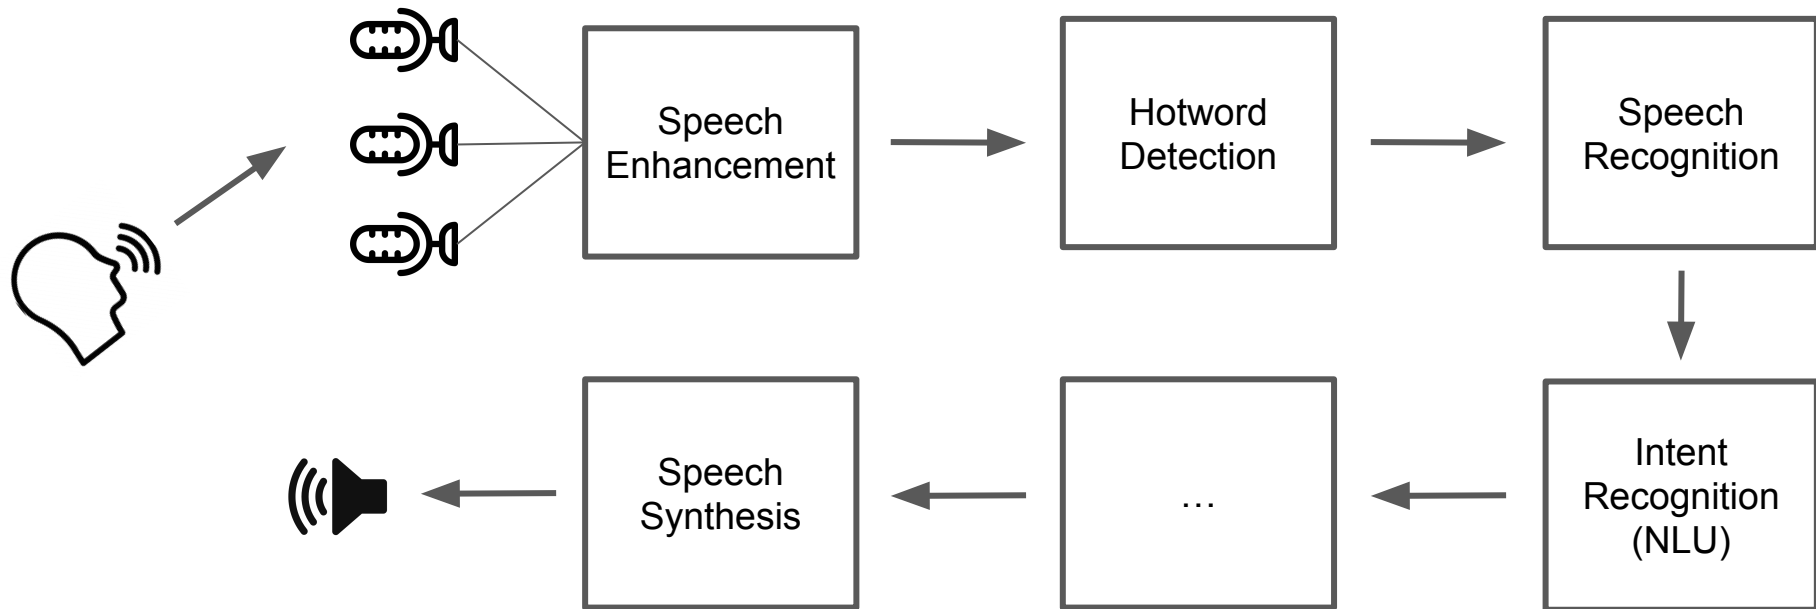 Speech
Enhancement
Hotword
Detection
Speech
Recognition
Intent
Recognition
(NLU)
...
Speech
Synthesis